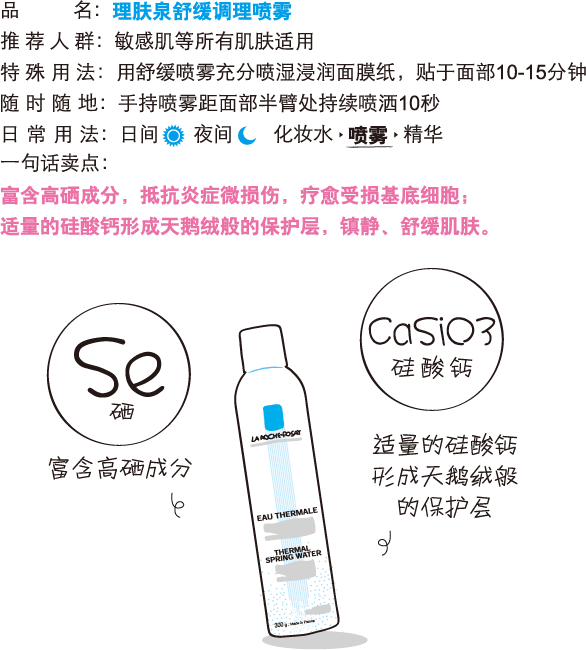 品 名：理肤泉舒缓调理喷雾
推荐人群：敏感肌等所有肌肤适用
特殊用法：用舒缓喷雾充分喷湿浸润面膜纸，贴于面部10-15分钟
随时随地：手持喷雾距面部半臂处持续喷洒10秒
日常用法：日间 夜间 化妆水 喷雾 精华
一句话卖点：
富含高硒成分，抵抗炎症微损伤，疗愈受损基底细胞；
适量的硅酸钙形成天鹅绒般的保护层，镇静、舒缓肌肤。
Se
硒
富含高硒成分
CaSiO3
硅酸钙
适量的硅酸钙
形成天鹅绒般
的保护层
LA ROCHE-POSAY
EAU THERMALE
THERMAL
SPRING WATER
300 g . Made in France